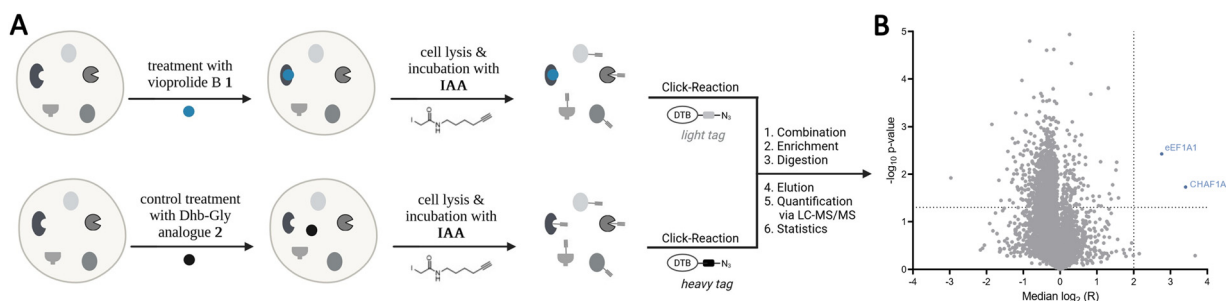 A
treatment with
vioprolide B 1
cell lysis &
incubation with
IAA
I
O
N
H
Click-Reaction
DTB
N₃
light tag
control treatment
with Dhb-Gly
analogue 2
cell lysis &
incubation with
IAA
I
O
N
H
Click-Reaction
DTB
N₃
heavy tag
1. Combination
2. Enrichment
3. Digestion
4. Elution
5. Quantification
via LC-MS/MS
6. Statistics
B
-log₁₀ p-value
5
4
3
2
1
0
eEF1A1
CHAF1A
-4 -3 -2 -1 0 1 2 3 4
Median log₂ (R)